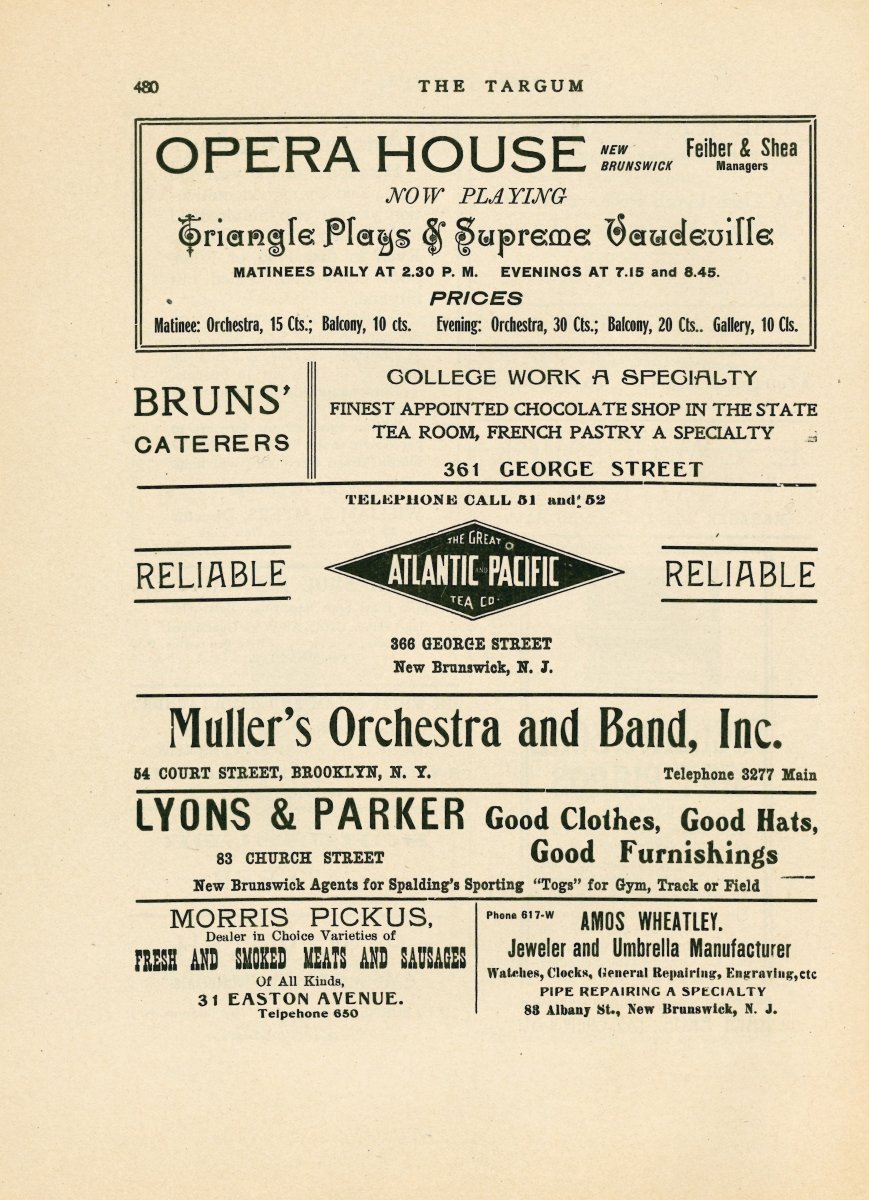 480
THE TARGUM
OPERA HOUSE NEW BRUNSWICK Feiber & Shea Managers
NOW PLAYING
Triangle Plays & Supreme Vaudeville
MATINEES DAILY AT 2.30 P. M. EVENINGS AT 7.15 and 8.45.
PRICES
Matinee: Orchestra, 15 Cts.; Balcony, 10 cts. Evening: Orchestra, 30 Cts.; Balcony, 20 Cts.. Gallery, 10 Cts.
BRUNS'
CATERERS
COLLEGE WORK A SPECIALTY
FINEST APPOINTED CHOCOLATE SHOP IN THE STATE
TEA ROOM, FRENCH PASTRY A SPECIALTY
361 GEORGE STREET
TELEPHONE CALL 51 and 52
RELIABLE
THE GREAT
ATLANTIC AND PACIFIC
TEA CO.
RELIABLE
366 GEORGE STREET
New Brunswick, N. J.
Muller's Orchestra and Band, Inc.
54 COURT STREET, BROOKLYN, N. Y. Telephone 3277 Main
LYONS & PARKER
83 CHURCH STREET
Good Clothes, Good Hats,
Good Furnishings
New Brunswick Agents for Spalding's Sporting "Togs" for Gym, Track or Field
MORRIS PICKUS,
Dealer in Choice Varieties of
FRESH AND SMOKED MEATS AND SAUSAGES
Of All Kinds,
31 EASTON AVENUE.
Telpehone 650
Phone 617-W
AMOS WHEATLEY.
Jeweler and Umbrella Manufacturer
Watches, Clocks, General Repairing, Engraving, etc
PIPE REPAIRING A SPECIALTY
83 Albany St., New Brunswick, N. J.